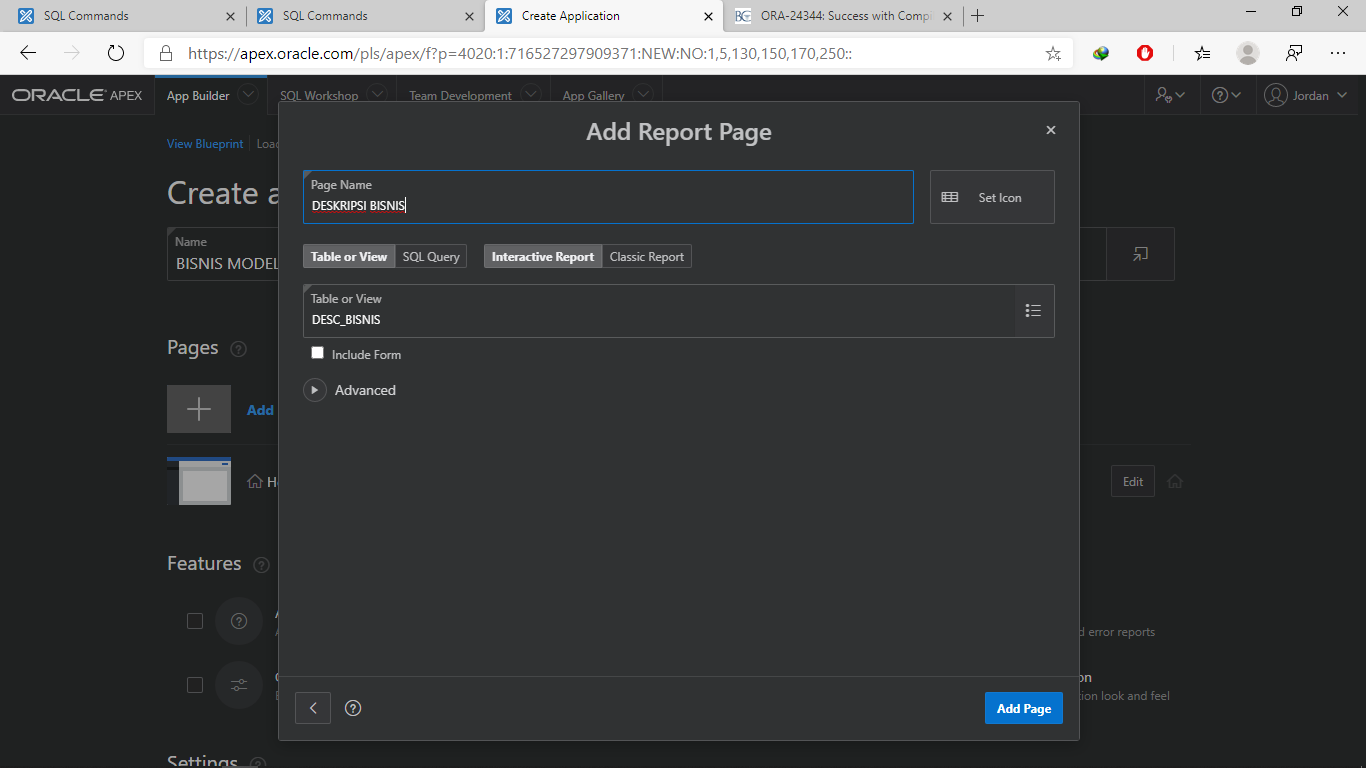 SQL Commands
SQL Commands
Create Application
ORA-24344: Success with Compi
https://apex.oracle.com/pls/apex/f?p=4020:1:716527297909371:NEW:NO:1,5,130,150,170,250::
ORACLE APEX
App Builder
SQL Workshop
Team Development
App Gallery
Jordan
View Blueprint
Loa
Create a
Name
BISNIS MODEL
Pages
Add
H
Edit
Features
d error reports
on
ion look and feel
Settings
Add Report Page
Page Name
DESKRIPSI BISNIS
Set Icon
Table or View
SQL Query
Interactive Report
Classic Report
Table or View
DESC_BISNIS
Include Form
Advanced
Add Page